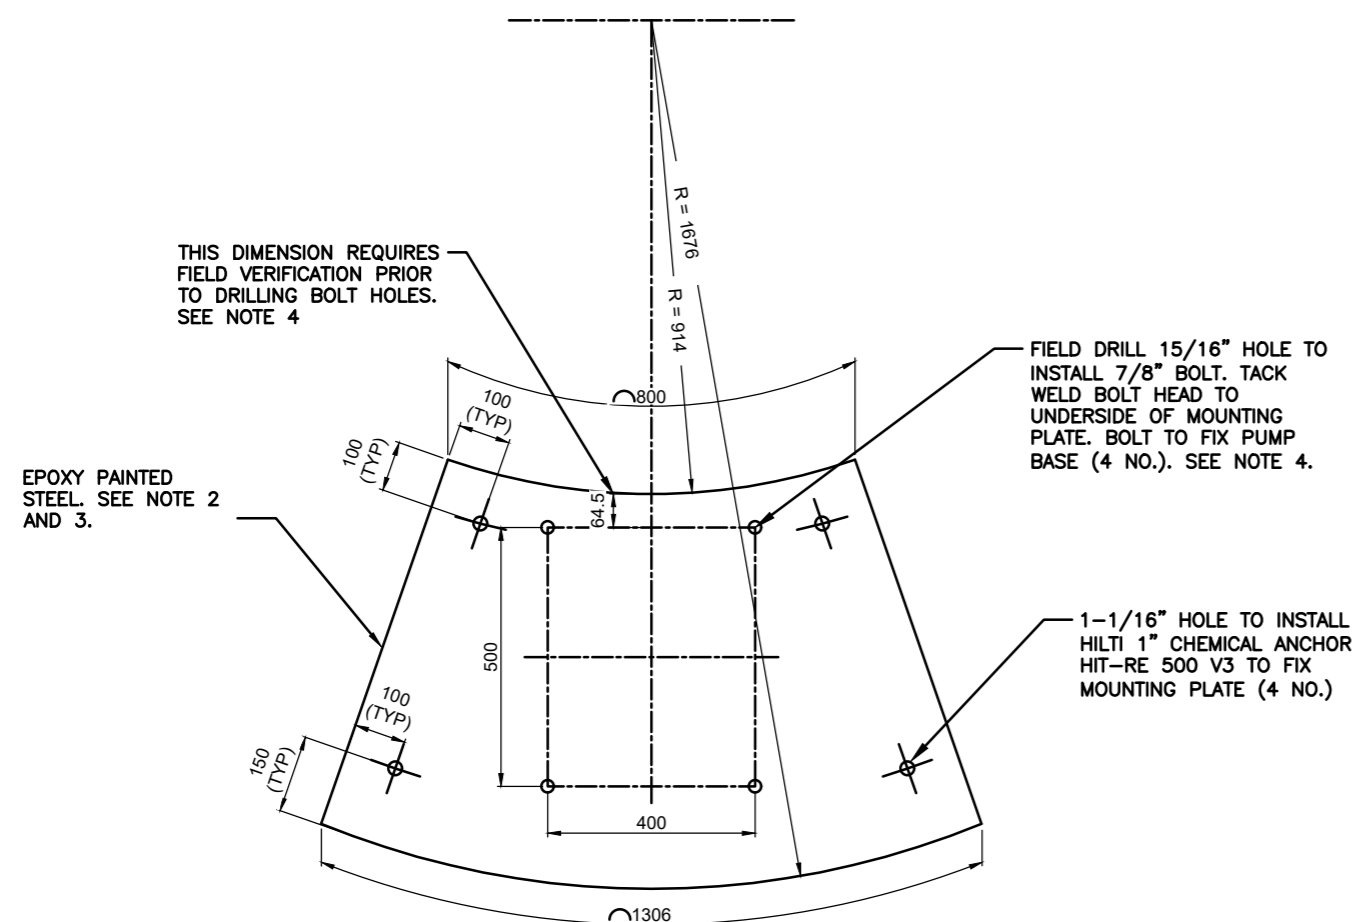 R = 1676
R = 914
THIS DIMENSION REQUIRES
FIELD VERIFICATION PRIOR
TO DRILLING BOLT HOLES.
SEE NOTE 4
FIELD DRILL 15/16" HOLE TO
INSTALL 7/8" BOLT. TACK
WELD BOLT HEAD TO
UNDERSIDE OF MOUNTING
PLATE. BOLT TO FIX PUMP
BASE (4 NO.). SEE NOTE 4.
800
100
(TYP)
100
(TYP)
EPOXY PAINTED
STEEL. SEE NOTE 2
AND 3.
64.5
1-1/16" HOLE TO INSTALL
HILTI 1" CHEMICAL ANCHOR
HIT-RE 500 V3 TO FIX
MOUNTING PLATE (4 NO.)
500
100
(TYP)
150
(TYP)
400
1306